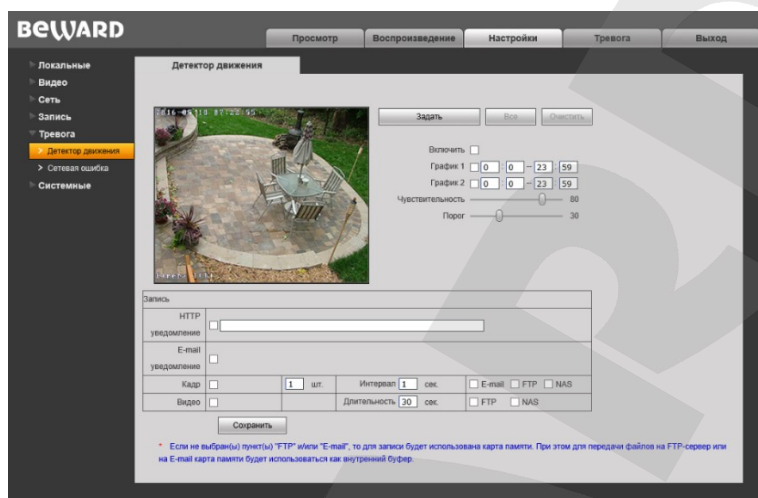 BEWARD
Просмотр
Воспроизведение
Настройки
Тревога
Выход
Локальные
Видео
Сеть
Запись
Тревога
Детектор движения
Сетевая ошибка
Системные
Детектор движения
Задать
Все
Очистить
Включить
График 1 0 : 0 – 23 : 59
График 2 0 : 0 – 23 : 59
Чувствительность 80
Порог 30
Запись
HTTP
уведомление
E-mail
уведомление
Кадр 1 шт. Интервал 1 сек. E-mail FTP NAS
Видео Длительность 30 сек. FTP NAS
Сохранить
* Если не выбран(ы) пункт(ы) "FTP" и/или "E-mail", то для записи будет использована карта памяти. При этом для передачи файлов на FTP-сервер или
на E-mail карта памяти будет использоваться как внутренний буфер.